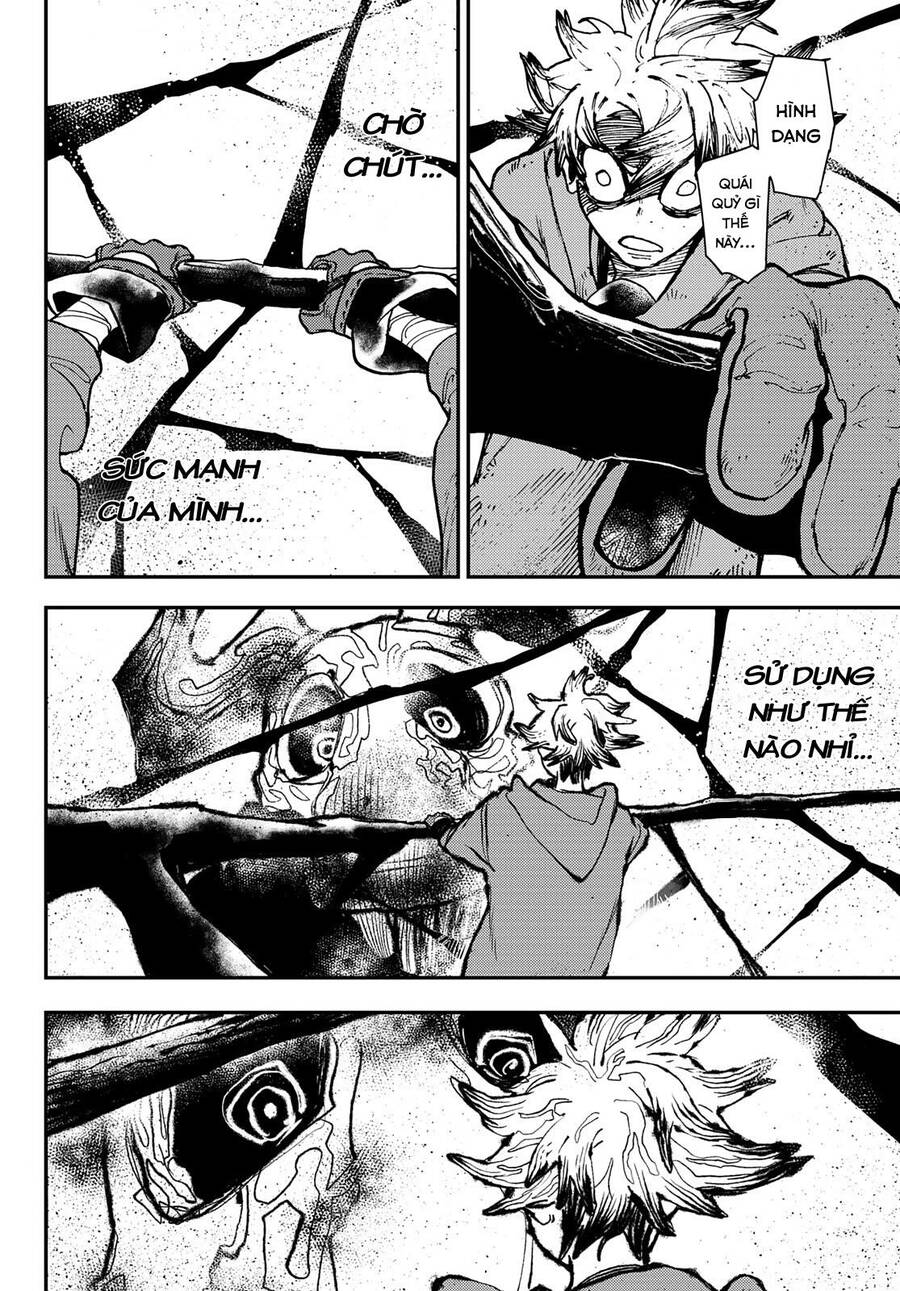 HÌNH
DẠNG
QUÁI
QUỶ GÌ
THẾ
NÀY...
CHỜ
CHÚT...
SỨC MẠNH
CỦA MÌNH...
SỬ DỤNG
NHƯ THẾ
NÀO NHỈ...